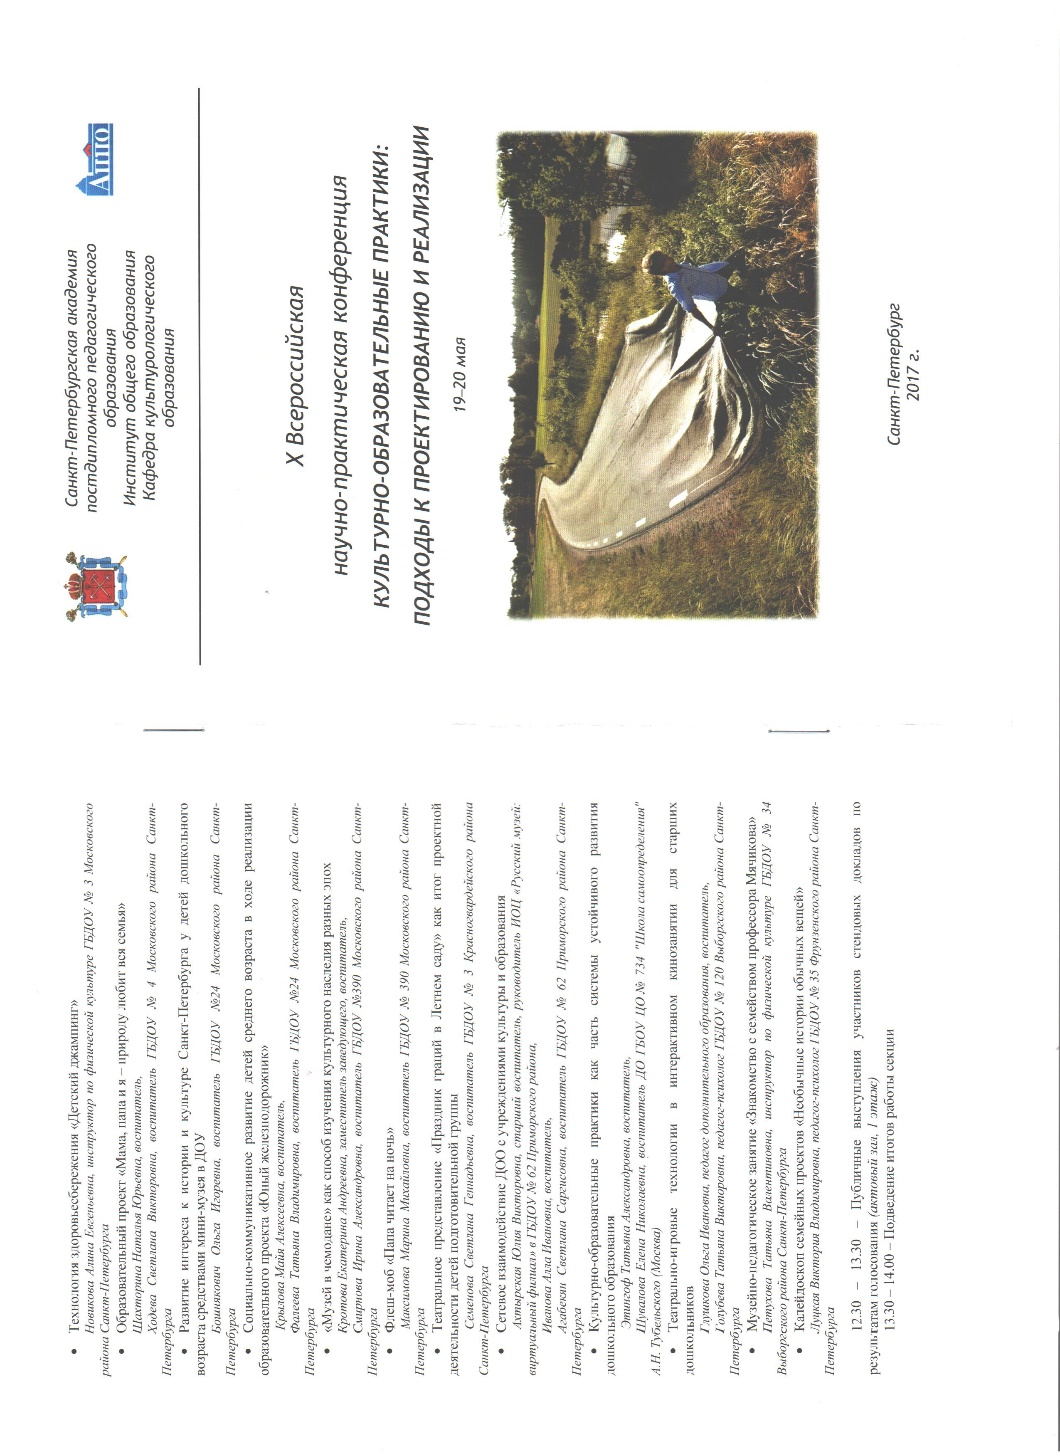 Санкт-Петербургская академия
постдипломного педагогического
образования
Институт общего образования
Кафедра культурологического
образования
АППО
X Всероссийская
научно-практическая конференция
КУЛЬТУРНО-ОБРАЗОВАТЕЛЬНЫЕ ПРАКТИКИ:
ПОДХОДЫ К ПРОЕКТИРОВАНИЮ И РЕАЛИЗАЦИИ
19-20 мая
Санкт-Петербург
2017 г.
• Технология здоровьесбережения «Детский джампинг»
Новикова Алина Евгеньевна, инструктор по физической культуре ГБДОУ № 3 Московского
района Санкт-Петербурга
• Образовательный проект «Мама, папа и я – природу любит вся семья»
Шахторина Наталья Юрьевна, воспитатель,
Ходева Светлана Викторовна, воспитатель ГБДОУ № 4 Московского района Санкт-
Петербурга
• Развитие интереса к истории и культуре Санкт-Петербурга у детей дошкольного
возраста средствами мини-музея в ДОУ
Бошнякович Ольга Игоревна, воспитатель ГБДОУ №24 Московского района Санкт-
Петербурга
• Социально-коммуникативное развитие детей среднего возраста в ходе реализации
образовательного проекта «Юный железнодорожник»
Крылова Майя Алексеевна, воспитатель,
Фалеева Татьяна Владимировна, воспитатель ГБДОУ №24 Московского района Санкт-
Петербурга
• «Музей в чемодане» как способ изучения культурного наследия разных эпох
Кротова Екатерина Андреевна, заместитель заведующего, воспитатель,
Смирнова Ирина Александровна, воспитатель ГБДОУ №390 Московского района Санкт-
Петербурга
• Флеш-моб «Папа читает на ночь»
Максимова Марина Михайловна, воспитатель ГБДОУ № 390 Московского района Санкт-
Петербурга
• Театральное представление «Праздник граций в Летнем саду» как итог проектной
деятельности детей подготовительной группы
Семенова Светлана Геннадьевна, воспитатель ГБДОУ № 3 Красногвардейского района
Санкт-Петербурга
• Сетевое взаимодействие ДОО с учреждениями культуры и образования
Ахтырская Юлия Викторовна, старший воспитатель, руководитель ИОЦ «Русский музей:
виртуальный филиал» в ГБДОУ № 62 Приморского района,
Иванова Алла Ивановна, воспитатель,
Агабекян Светлана Саргисовна, воспитатель ГБДОУ № 62 Приморского района Санкт-
Петербурга
• Культурно-образовательные практики как часть системы устойчивого развития
дошкольного образования
Эпингоф Татьяна Александровна, воспитатель,
Шувалова Елена Николаевна, воспитатель ДО ГБОУ ЦО № 734 "Школа самоопределения"
А.Н. Тубельского (Москва)
• Театрально-игровые технологии в интерактивном кинозанятии для старших
дошкольников
Глушкова Ольга Ивановна, педагог дополнительного образования, воспитатель,
Голубева Татьяна Викторовна, педагог-психолог ГБДОУ № 120 Выборгского района Санкт-
Петербурга
• Музейно-педагогическое занятие «Знакомство с семейством профессора Мячикова»
Петухова Татьяна Валентиновна, инструктор по физической культуре ГБДОУ № 34
Выборгского района Санкт-Петербурга
• Калейдоскоп семейных проектов «Необычные истории обычных вещей»
Луцкая Виктория Владимировна, педагог-психолог ГБДОУ № 35 Фрунзенского района Санкт-
Петербурга
12.30 – 13.30 – Публичные выступления участников стендовых докладов по
результатам голосования (актовый зал, 1 этаж)
13.30 – 14.00 – Подведение итогов работы секции